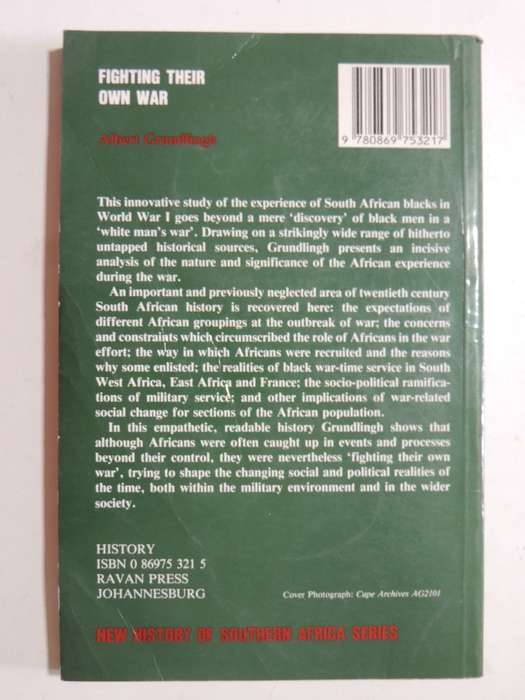 FIGHTING THEIR
OWN WAR
Albert Grundlingh
9 780869 753217
This innovative study of the experience of South African blacks in
World War I goes beyond a mere ‘discovery’ of black men in a
‘white man’s war’. Drawing on a strikingly wide range of hitherto
untapped historical sources, Grundlingh presents an incisive
analysis of the nature and significance of the African experience
during the war.
An important and previously neglected area of twentieth century
South African history is recovered here: the expectations of
different African groupings at the outbreak of war; the concerns
and constraints which circumscribed the role of Africans in the war
effort; the way in which Africans were recruited and the reasons
why some enlisted; the realities of black war-time service in South
West Africa, East Africa and France; the socio-political ramifica-
tions of military service; and other implications of war-related
social change for sections of the African population.
In this empathetic, readable history Grundlingh shows that
although Africans were often caught up in events and processes
beyond their control, they were nevertheless ‘fighting their own
war’, trying to shape the changing social and political realities of
the time, both within the military environment and in the wider
society.
HISTORY
ISBN 0 86975 321 5
RAVAN PRESS
JOHANNESBURG
Cover Photograph: Cape Archives AG2101
NEW HISTORY OF SOUTHERN AFRICA SERIES